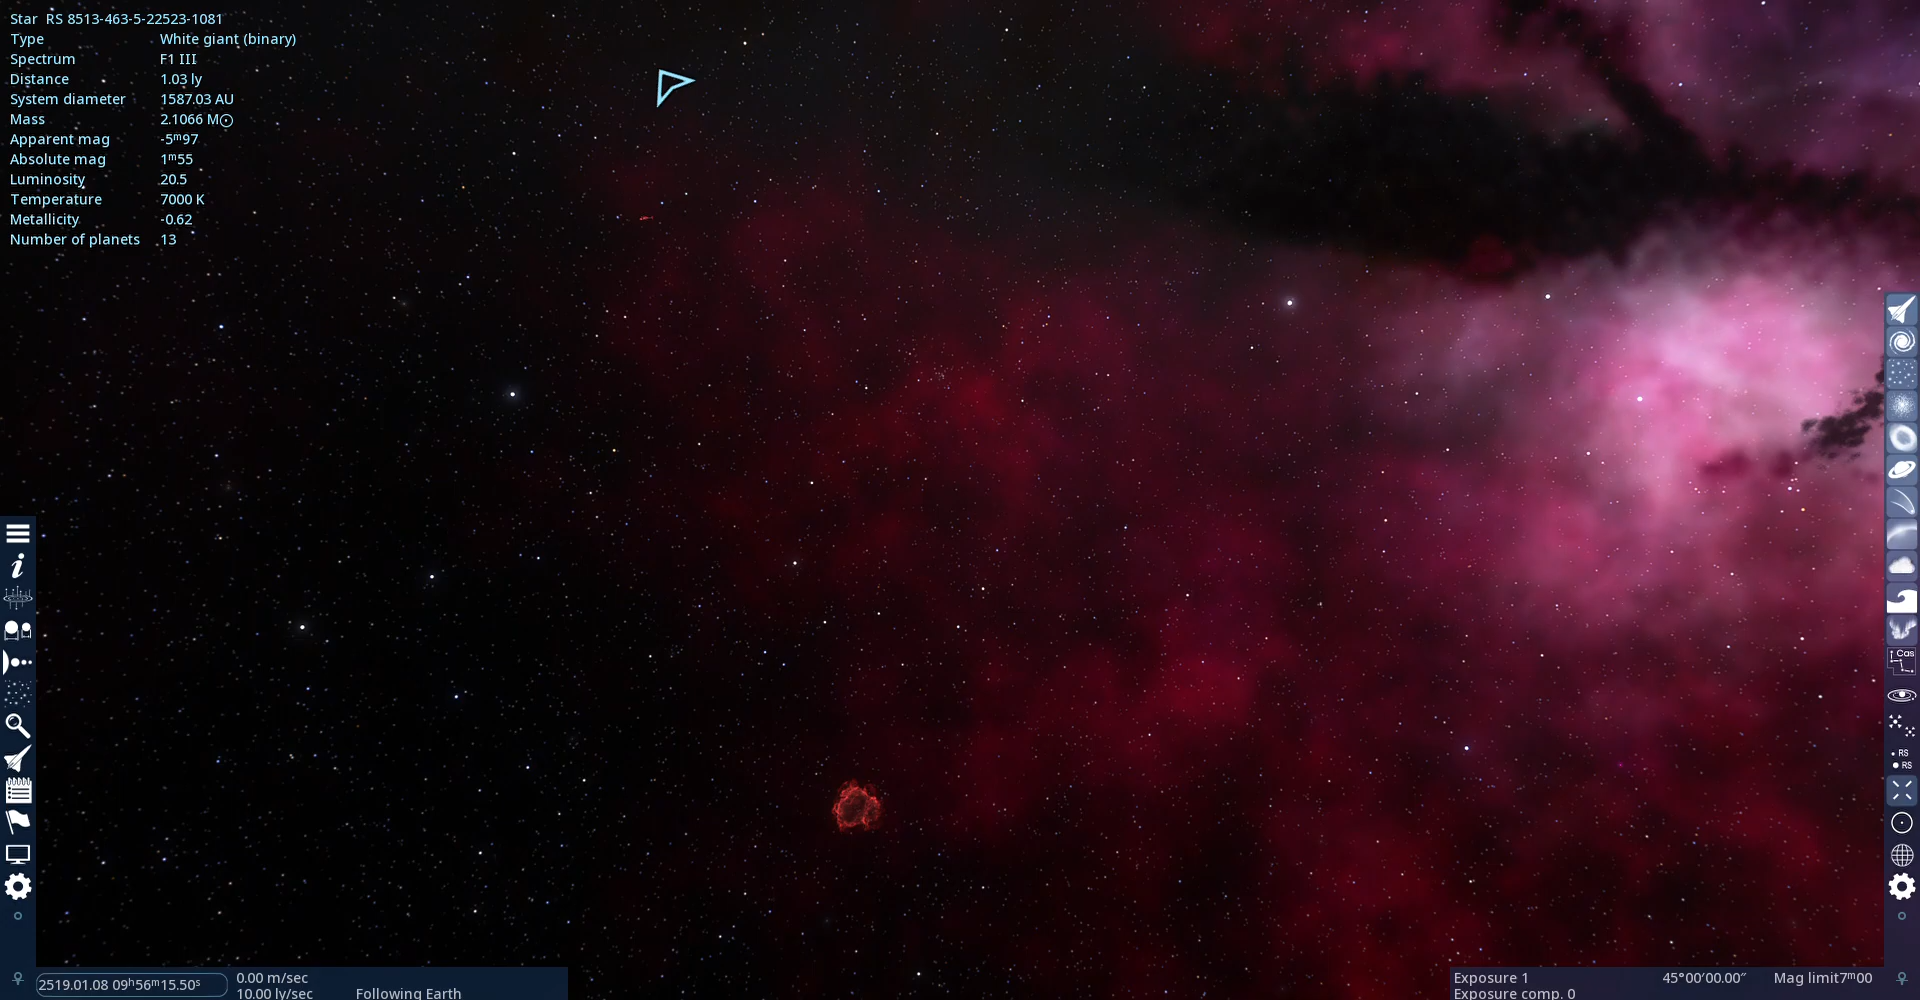 Star RS 8513-463-5-22523-1081
Type White giant (binary)
Spectrum F1 III
Distance 1.03 ly
System diameter 1587.03 AU
Mass 2.1066 M☉
Apparent mag -5ᵐ97
Absolute mag 1ᵐ55
Luminosity 20.5
Temperature 7000 K
Metallicity -0.62
Number of planets 13
Cas
RS
RS
2519.01.08 09ʰ56ᵐ15.50ˢ
0.00 m/sec
10.00 ly/sec Following Earth
Exposure 1 45°00′00.00″ Mag limit7ᵐ00
Exposure comp. 0